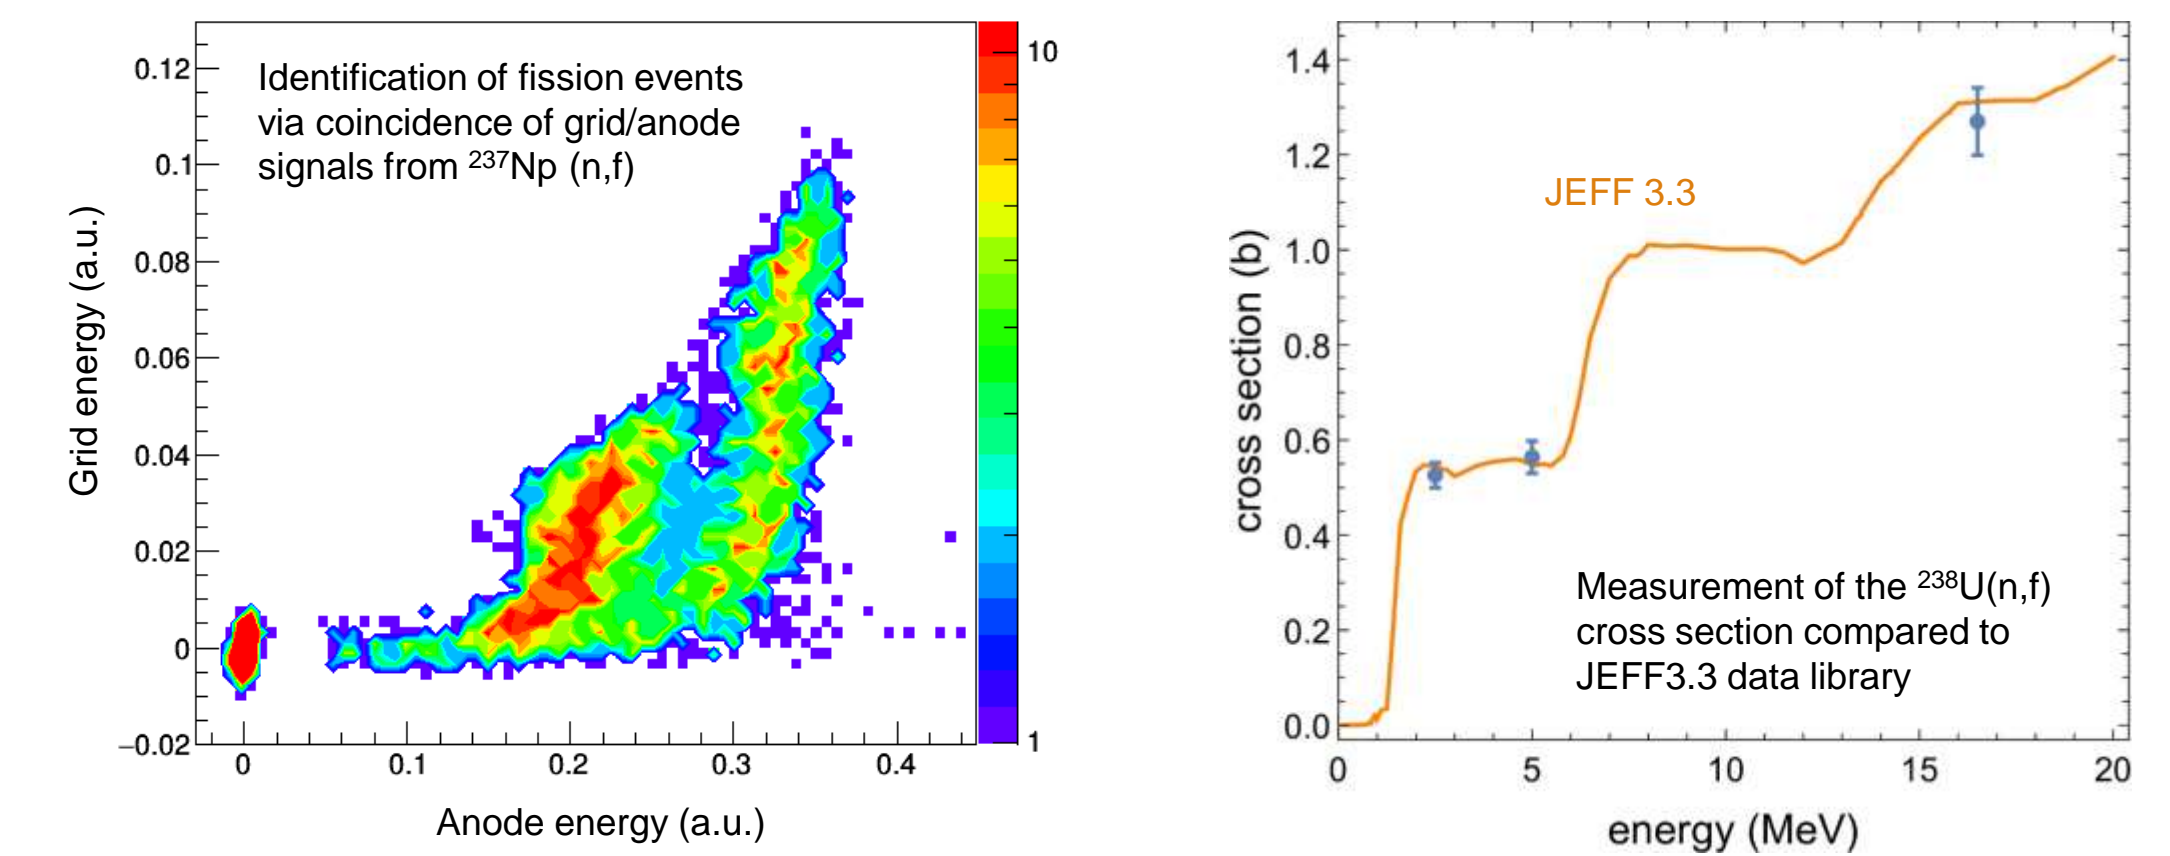 Identification of fission events
via coincidence of grid/anode
signals from ²³⁷Np (n,f)
Grid energy (a.u.)
0.12
0.1
0.08
0.06
0.04
0.02
0
−0.02
0
0.1
0.2
0.3
0.4
Anode energy (a.u.)
10
1
cross section (b)
1.4
1.2
1.0
0.8
0.6
0.4
0.2
0.0
JEFF 3.3
Measurement of the ²³⁸U(n,f)
cross section compared to
JEFF3.3 data library
0
5
10
15
20
energy (MeV)